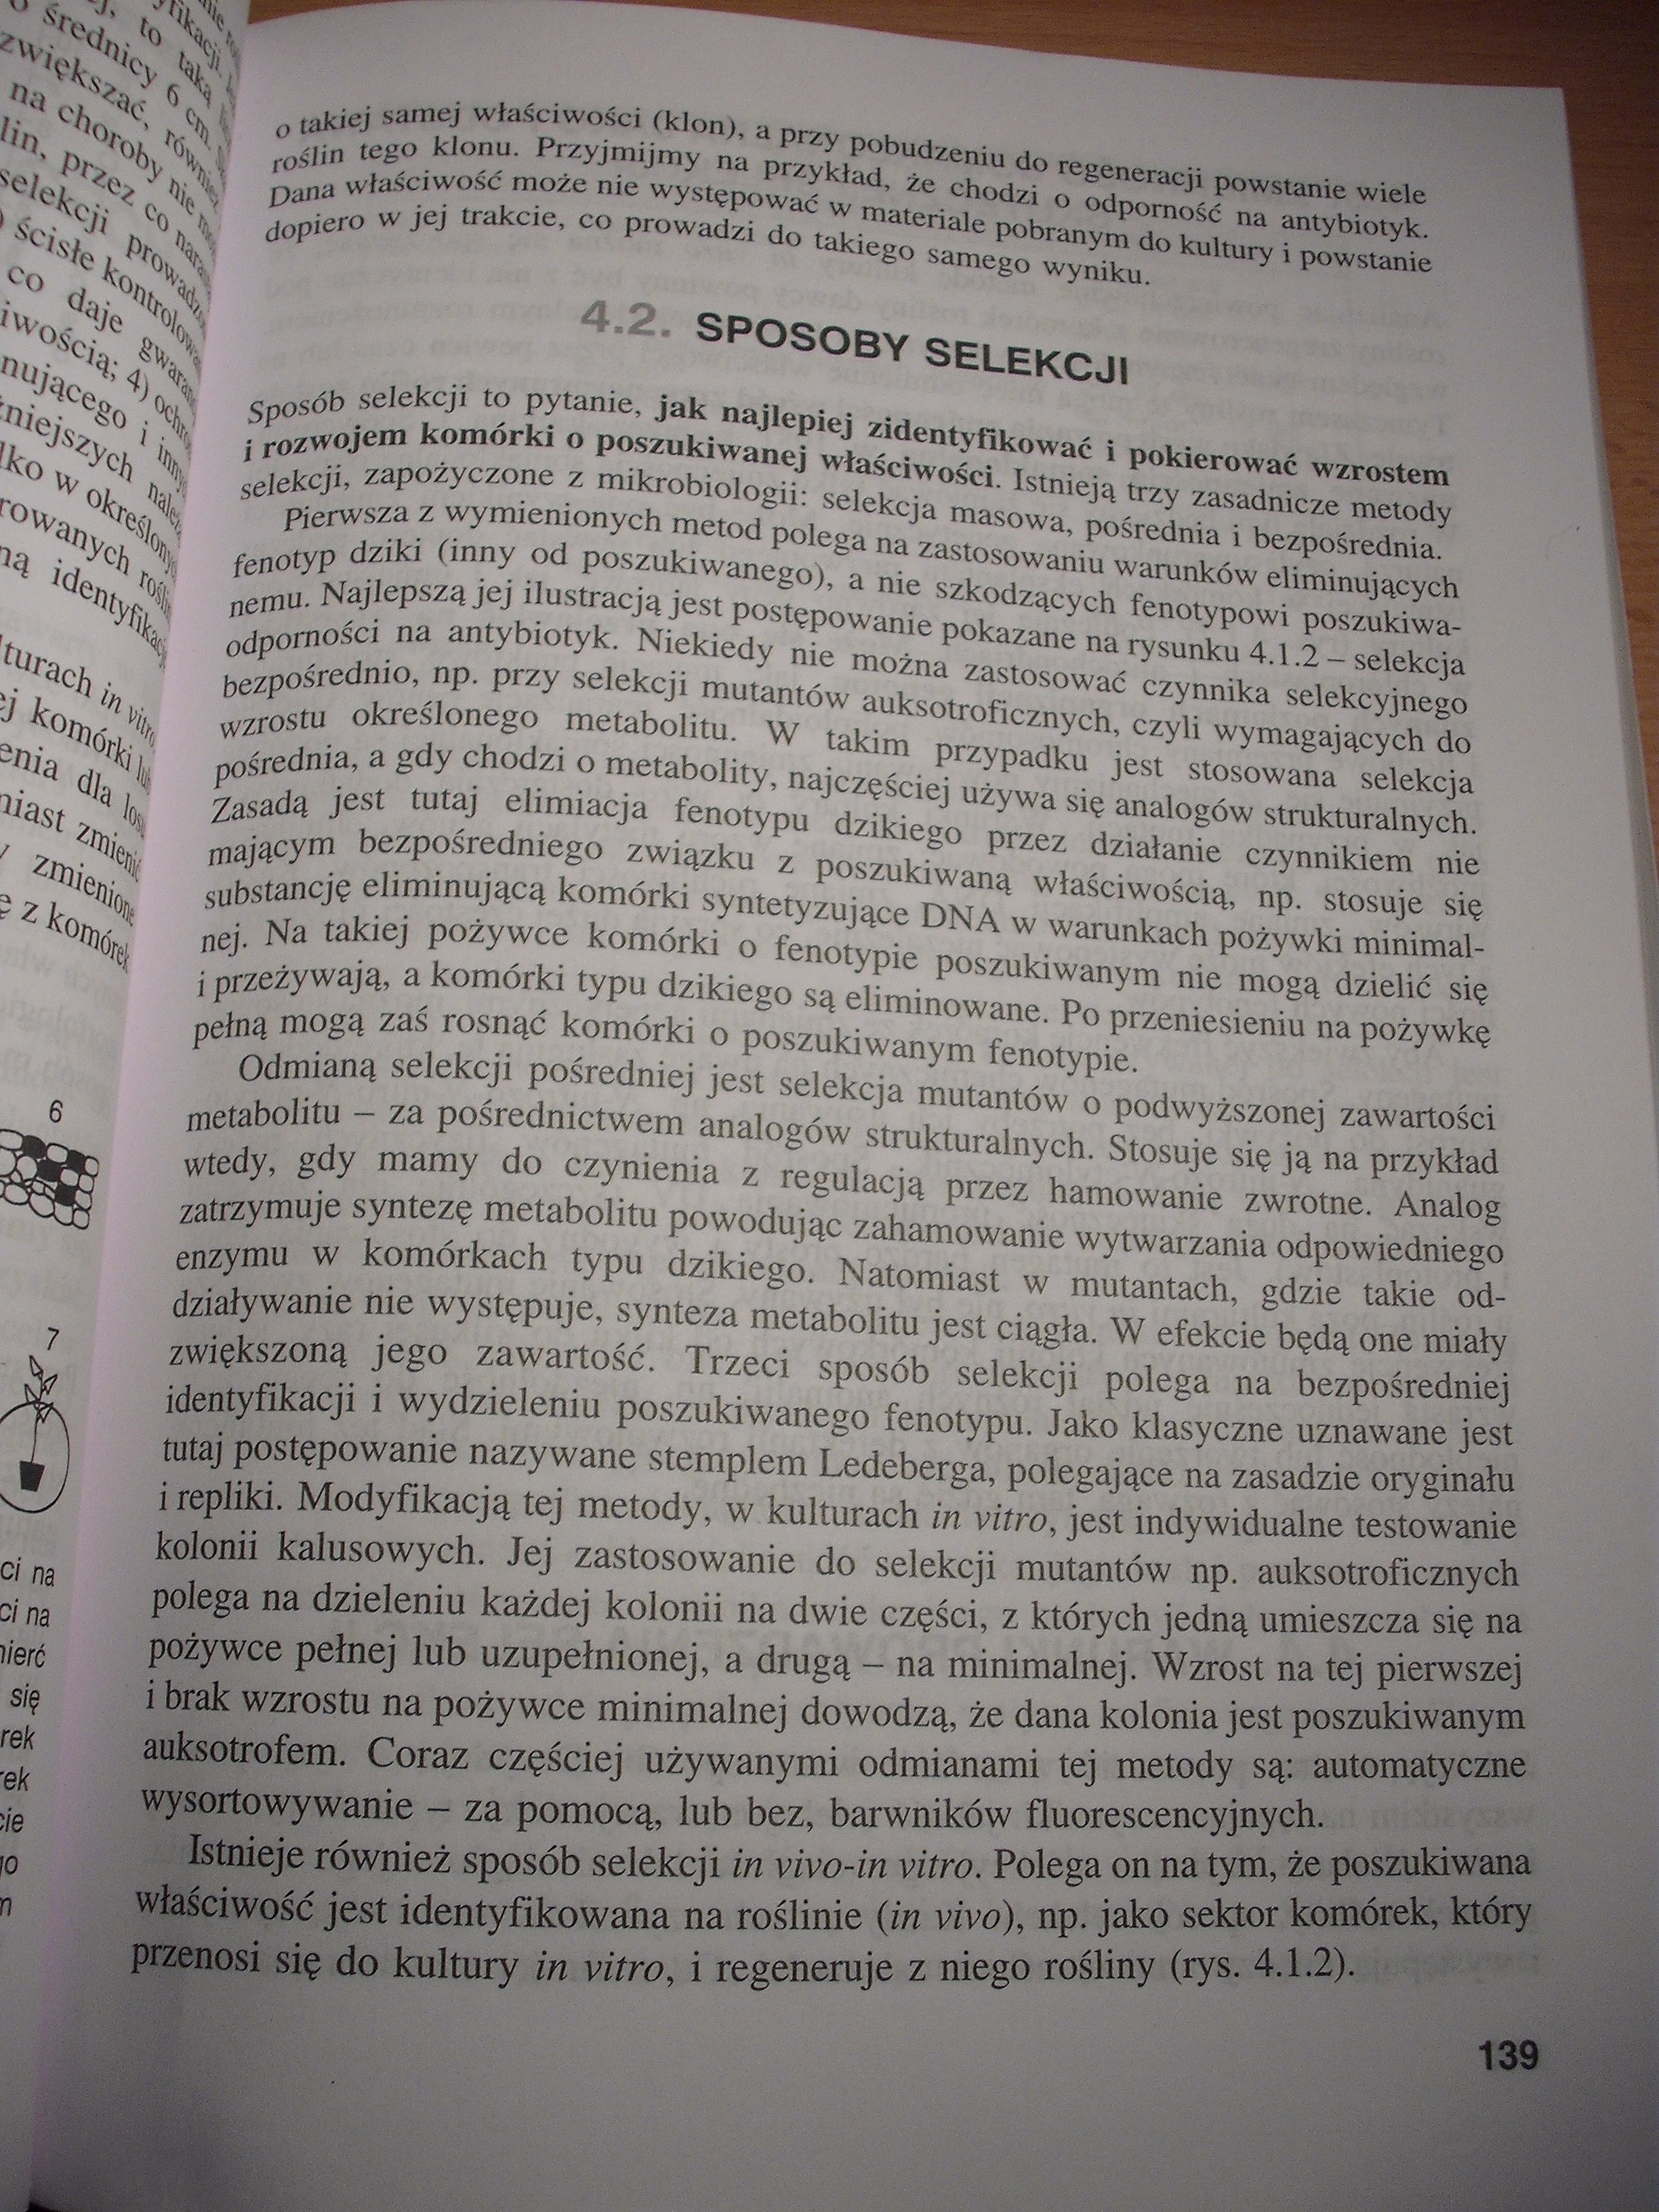 o takiej samej właściwości (klon), a przy pobudzeniu do regeneracji powstanie wiele
roślin tego klonu. Przyjmijmy na przykład, że chodzi o odporność na antybiotyk.
Dana właściwość może nie występować w materiale pobranym do kultury i powstanie
dopiero w jej trakcie, co prowadzi do takiego samego wyniku.
4.2. SPOSOBY SELEKCJI
Sposób selekcji to pytanie, jak najlepiej zidentyfikować i pokierować wzrostem
i rozwojem komórki o poszukiwanej właściwości. Istnieją trzy zasadnicze metody
selekcji, zapożyczone z mikrobiologii: selekcja masowa, pośrednia i bezpośrednia.
Pierwsza z wymienionych metod polega na zastosowaniu warunków eliminujących
fenotyp dziki (inny od poszukiwanego), a nie szkodzących fenotypowi poszukiwa-
nemu. Najlepszą jej ilustracją jest postępowanie pokazane na rysunku 4.1.2 – selekcja
odporności na antybiotyk. Niekiedy nie można zastosować czynnika selekcyjnego
bezpośrednio, np. przy selekcji mutantów auksotroficznych, czyli wymagających do
wzrostu określonego metabolitu. W takim przypadku jest stosowana selekcja
pośrednia, a gdy chodzi o metabolity, najczęściej używa się analogów strukturalnych.
Zasadą jest tutaj elimiacja fenotypu dzikiego przez działanie czynnikiem nie
mającym bezpośredniego związku z poszukiwaną właściwością, np. stosuje się
substancję eliminującą komórki syntetyzujące DNA w warunkach pożywki minimal-
nej. Na takiej pożywce komórki o fenotypie poszukiwanym nie mogą dzielić się
i przeżywają, a komórki typu dzikiego są eliminowane. Po przeniesieniu na pożywkę
pełną mogą zaś rosnąć komórki o poszukiwanym fenotypie.
Odmianą selekcji pośredniej jest selekcja mutantów o podwyższonej zawartości
metabolitu – za pośrednictwem analogów strukturalnych. Stosuje się ją na przykład
wtedy, gdy mamy do czynienia z regulacją przez hamowanie zwrotne. Analog
zatrzymuje syntezę metabolitu powodując zahamowanie wytwarzania odpowiedniego
enzymu w komórkach typu dzikiego. Natomiast w mutantach, gdzie takie od-
działywanie nie występuje, synteza metabolitu jest ciągła. W efekcie będą one miały
zwiększoną jego zawartość. Trzeci sposób selekcji polega na bezpośredniej
identyfikacji i wydzieleniu poszukiwanego fenotypu. Jako klasyczne uznawane jest
tutaj postępowanie nazywane stemplem Ledeberga, polegające na zasadzie oryginału
i repliki. Modyfikacją tej metody, w kulturach in vitro, jest indywidualne testowanie
kolonii kalusowych. Jej zastosowanie do selekcji mutantów np. auksotroficznych
polega na dzieleniu każdej kolonii na dwie części, z których jedną umieszcza się na
pożywce pełnej lub uzupełnionej, a drugą – na minimalnej. Wzrost na tej pierwszej
i brak wzrostu na pożywce minimalnej dowodzą, że dana kolonia jest poszukiwanym
auksotrofem. Coraz częściej używanymi odmianami tej metody są: automatyczne
wysortowywanie – za pomocą, lub bez, barwników fluorescencyjnych.
Istnieje również sposób selekcji in vivo-in vitro. Polega on na tym, że poszukiwana
właściwość jest identyfikowana na roślinie (in vivo), np. jako sektor komórek, który
przenosi się do kultury in vitro, i regeneruje z niego rośliny (rys. 4.1.2).
139